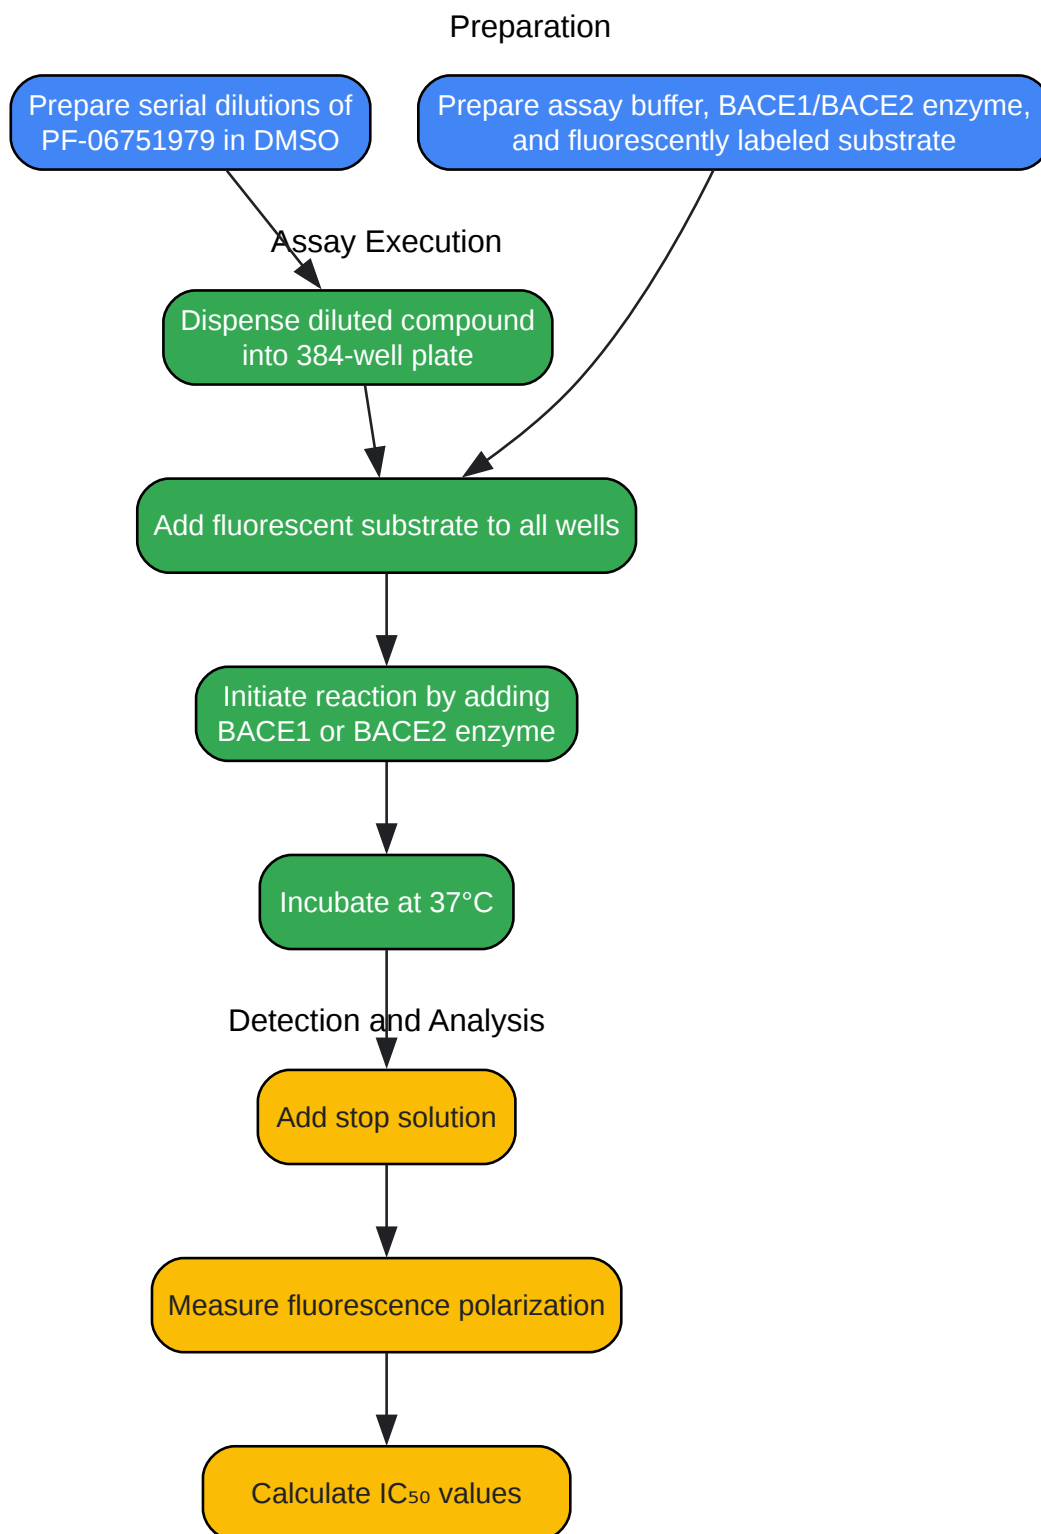 Preparation
Prepare serial dilutions of
PF-06751979 in DMSO
Prepare assay buffer, BACE1/BACE2 enzyme,
and fluorescently labeled substrate
Assay Execution
Dispense diluted compound
into 384-well plate
Add fluorescent substrate to all wells
Initiate reaction by adding
BACE1 or BACE2 enzyme
Incubate at 37°C
Detection and Analysis
Add stop solution
Measure fluorescence polarization
Calculate IC₅₀ values